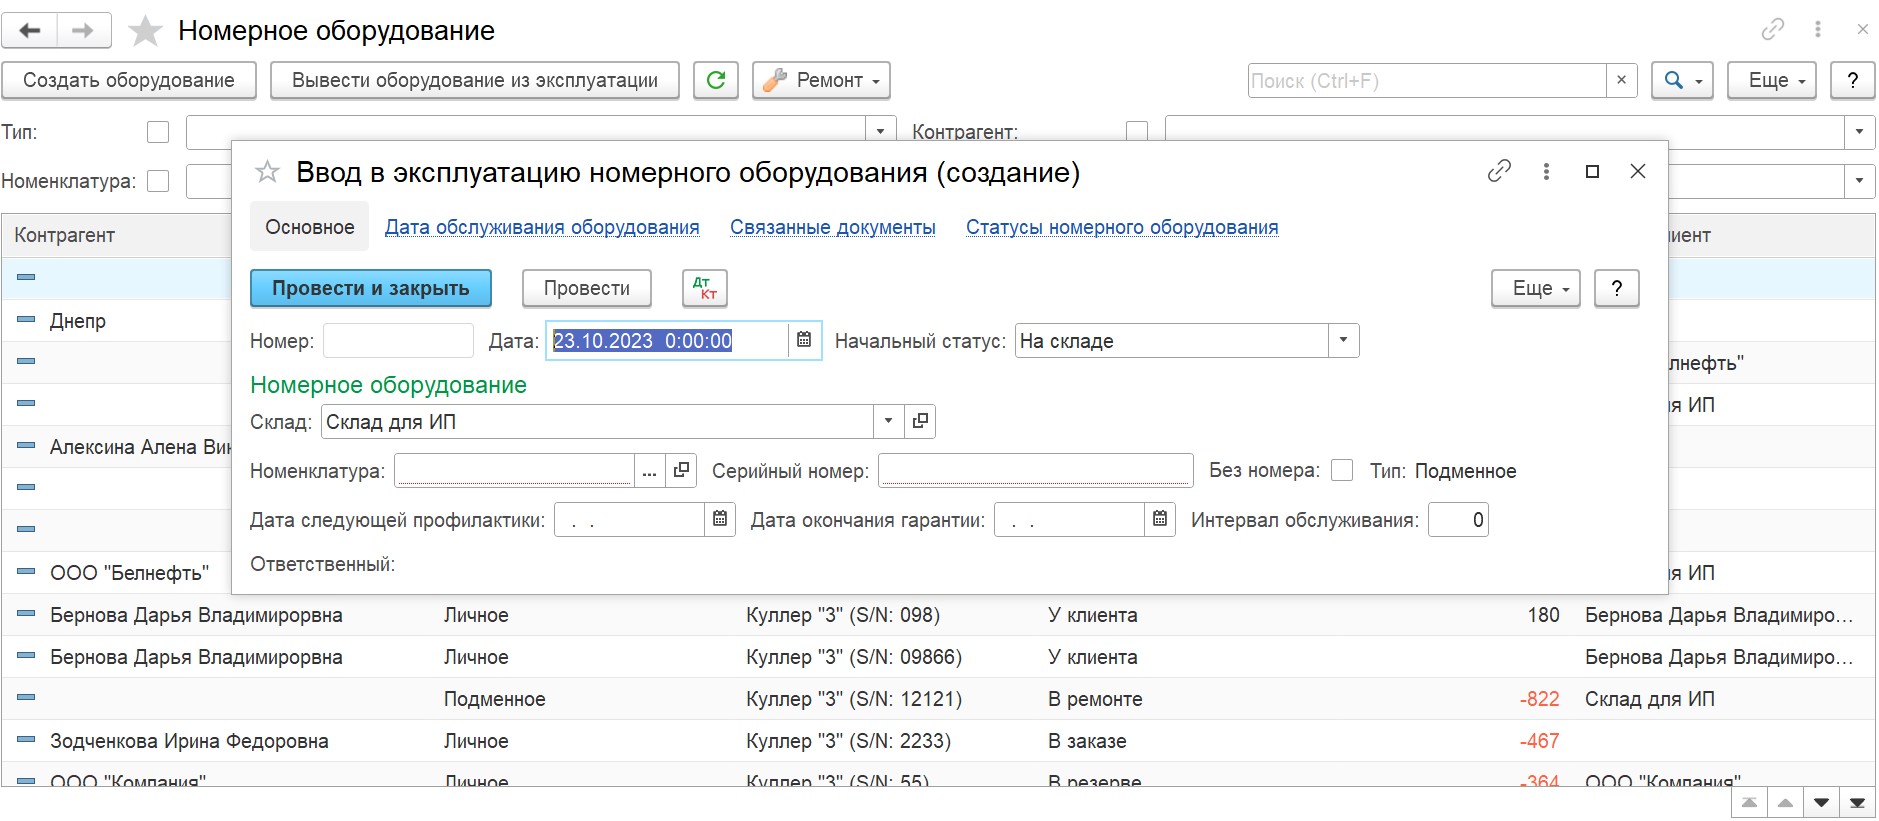 Номерное оборудование
Создать оборудование Вывести оборудование из эксплуатации Ремонт Поиск (Ctrl+F) × Еще ?
Тип: Контрагент:
Номенклатура:
Ввод в эксплуатацию номерного оборудования (создание)
Основное Дата обслуживания оборудования Связанные документы Статусы номерного оборудования
Контрагент иент
Провести и закрыть Провести Дт Кт Еще ?
Днепр
Номер: Дата: 23.10.2023 0:00:00 Начальный статус: На складе
лнефть"
Номерное оборудование
Склад: Склад для ИП
я ИП
Алексина Алена Вик
Номенклатура: ... Серийный номер: Без номера: Тип: Подменное
Дата следующей профилактики: . . Дата окончания гарантии: . . Интервал обслуживания: 0
Ответственный:
ООО "Белнефть" я ИП
Бернова Дарья Владимирорвна Личное Куллер "3" (S/N: 098) У клиента 180 Бернова Дарья Владимиро...
Бернова Дарья Владимирорвна Личное Куллер "3" (S/N: 09866) У клиента Бернова Дарья Владимиро...
Подменное Куллер "3" (S/N: 12121) В ремонте -822 Склад для ИП
Зодченкова Ирина Федоровна Личное Куллер "3" (S/N: 2233) В заказе -467
ООО "Компания" Личное Куллер "3" (S/N: 55) В резерве -364 ООО "Компания"